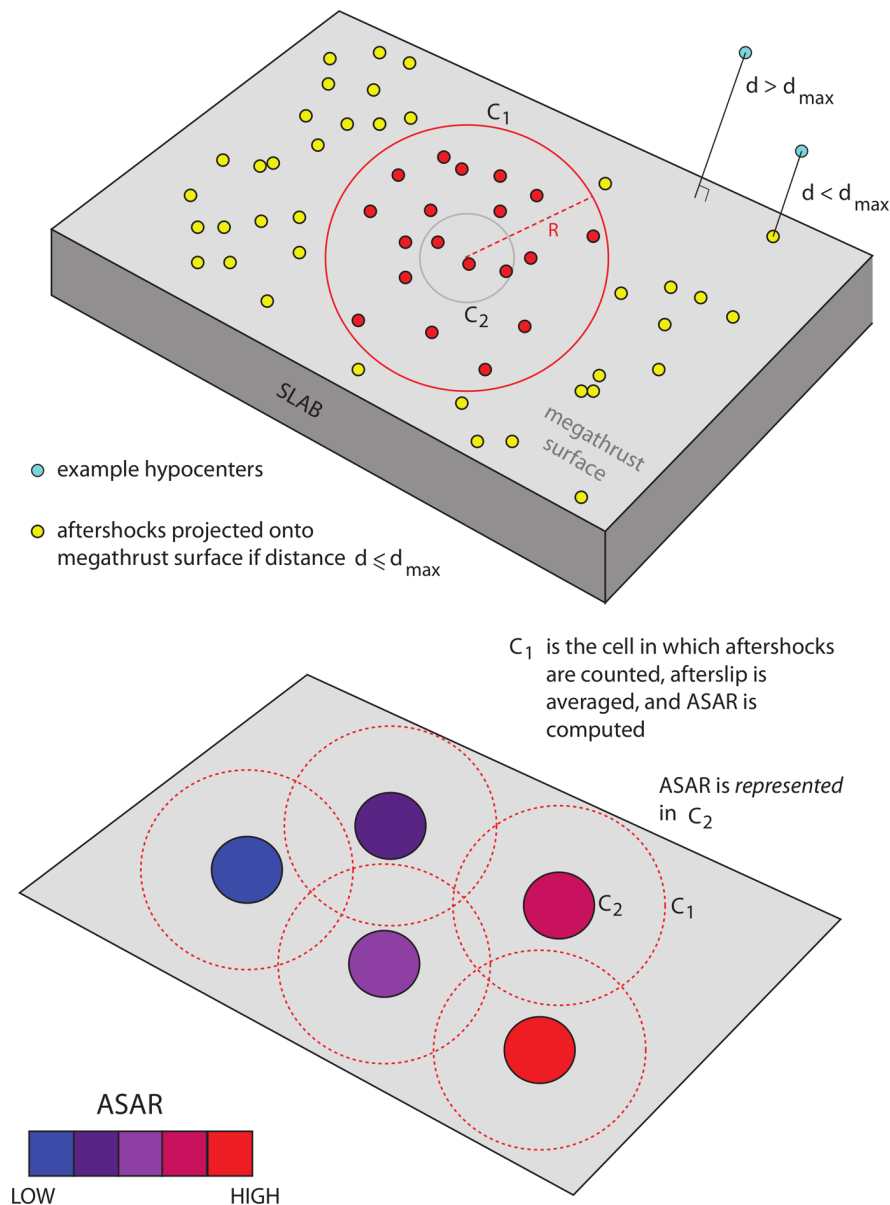 C1
d > dmax
d < dmax
R
C2
SLAB
megathrust
surface
example hypocenters
aftershocks projected onto
megathrust surface if distance d ⩽ dmax
C1 is the cell in which aftershocks
are counted, afterslip is
averaged, and ASAR is
computed
ASAR is represented
in C2
C2
C1
ASAR
LOW
HIGH